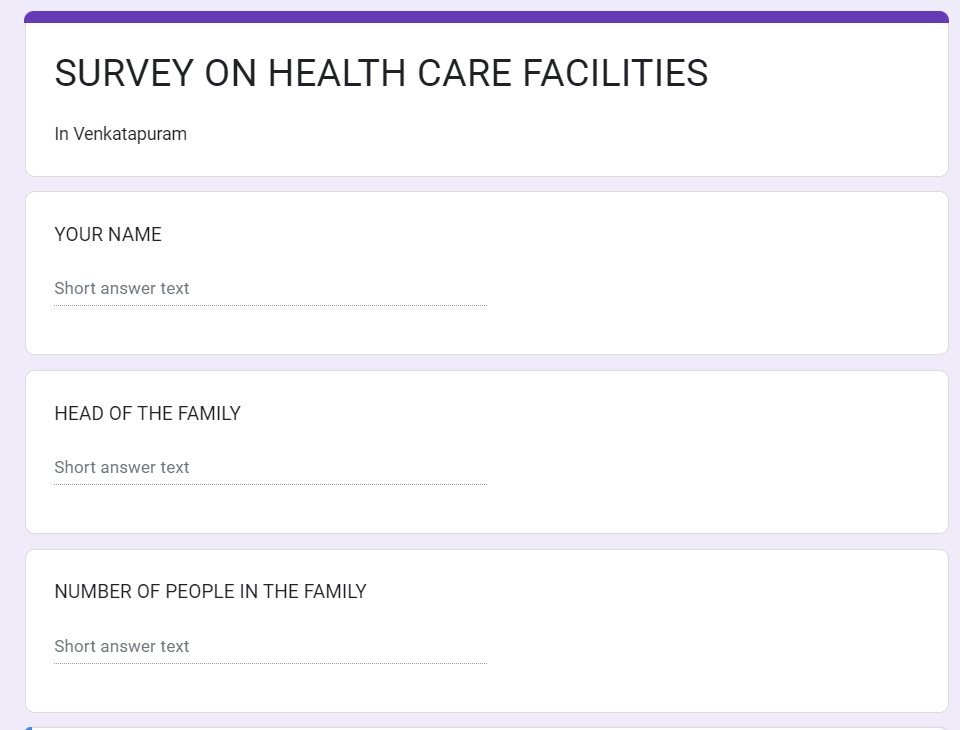 SURVEY ON HEALTH CARE FACILITIES
In Venkatapuram
YOUR NAME
Short answer text
HEAD OF THE FAMILY
Short answer text
NUMBER OF PEOPLE IN THE FAMILY
Short answer text